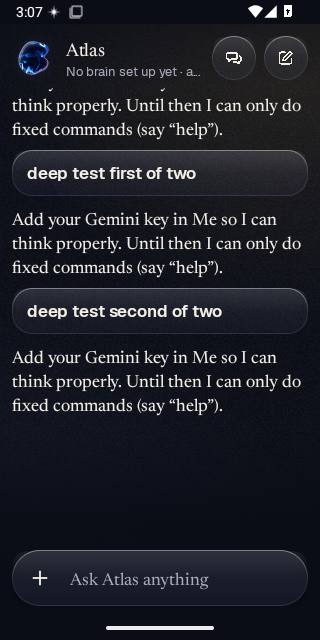 3:07
Atlas
No brain set up yet · a...
think properly. Until then I can only do
fixed commands (say “help”).
deep test first of two
Add your Gemini key in Me so I can
think properly. Until then I can only do
fixed commands (say “help”).
deep test second of two
Add your Gemini key in Me so I can
think properly. Until then I can only do
fixed commands (say “help”).
Ask Atlas anything